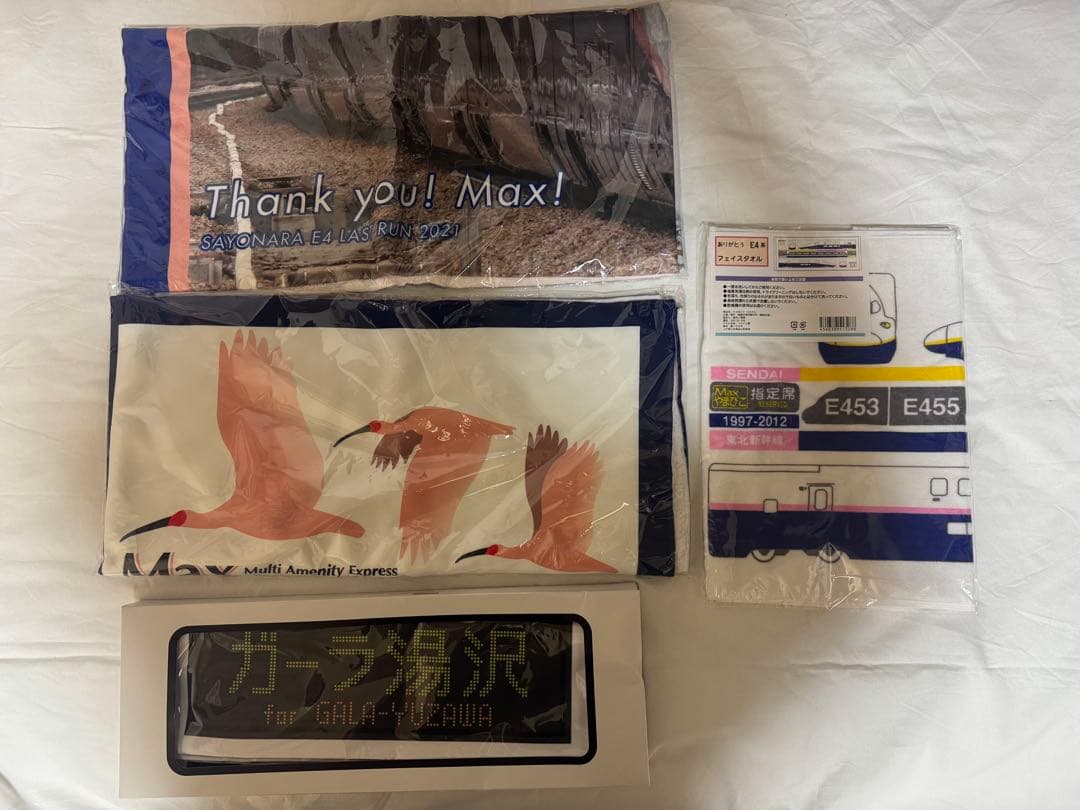 Thank you! Max!
SAYONARA E4 LAS RUN 2021
Max Multi Amenity Express
ガーラ湯沢
for GALA-YUZAWA
ありがとう E4系
フェイスタオル
SENDAI
Max
やまびこ
指定席
RESERVED
E453
E455
1997-2012
東北新幹線